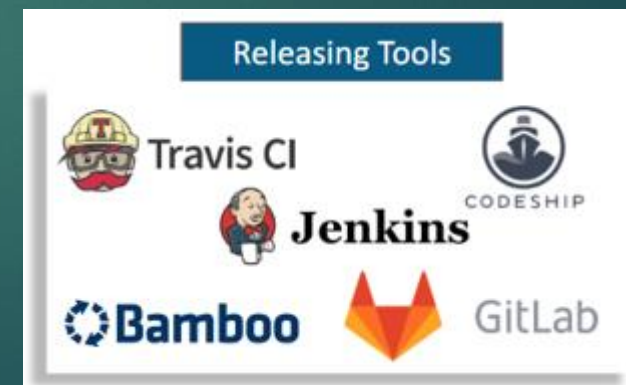 Releasing Tools
T
Travis CI
CODESHIP
Jenkins
Bamboo
GitLab